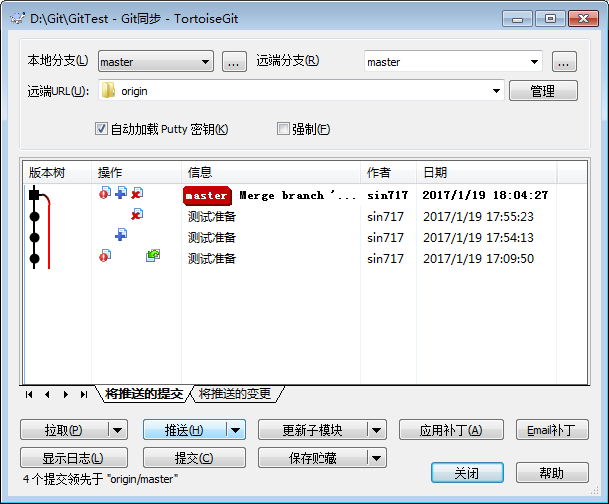 D:\Git\GitTest - Git同步 - TortoiseGit
本地分支(L) master ... 远端分支(R) master ...
远端URL(U): origin 管理
自动加载 Putty 密钥(K) 强制(F)
版本树 操作 信息 作者 日期
master Merge branch '... sin717 2017/1/19 18:04:27
测试准备 sin717 2017/1/19 17:55:23
测试准备 sin717 2017/1/19 17:54:13
测试准备 sin717 2017/1/19 17:09:50
将推送的提交 将推送的变更
拉取(P) 推送(H) 更新子模块 应用补丁(A) Email补丁
显示日志(L) 提交(C) 保存贮藏
4 个提交领先于 "origin/master" 关闭 帮助